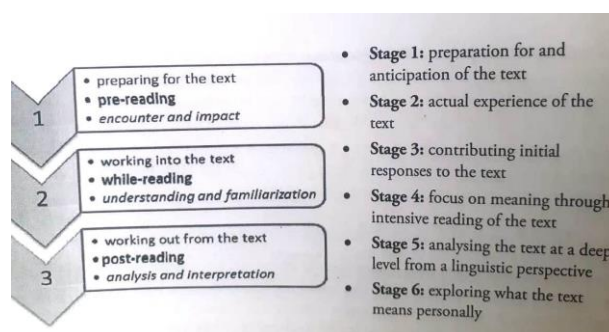 1
• preparing for the text
• pre-reading
• encounter and impact
2
• working into the text
• while-reading
• understanding and familiarization
3
• working out from the text
• post-reading
• analysis and interpretation
• Stage 1: preparation for and
anticipation of the text
• Stage 2: actual experience of the
text
• Stage 3: contributing initial
responses to the text
• Stage 4: focus on meaning through
intensive reading of the text
• Stage 5: analysing the text at a deep
level from a linguistic perspective
• Stage 6: exploring what the text
means personally